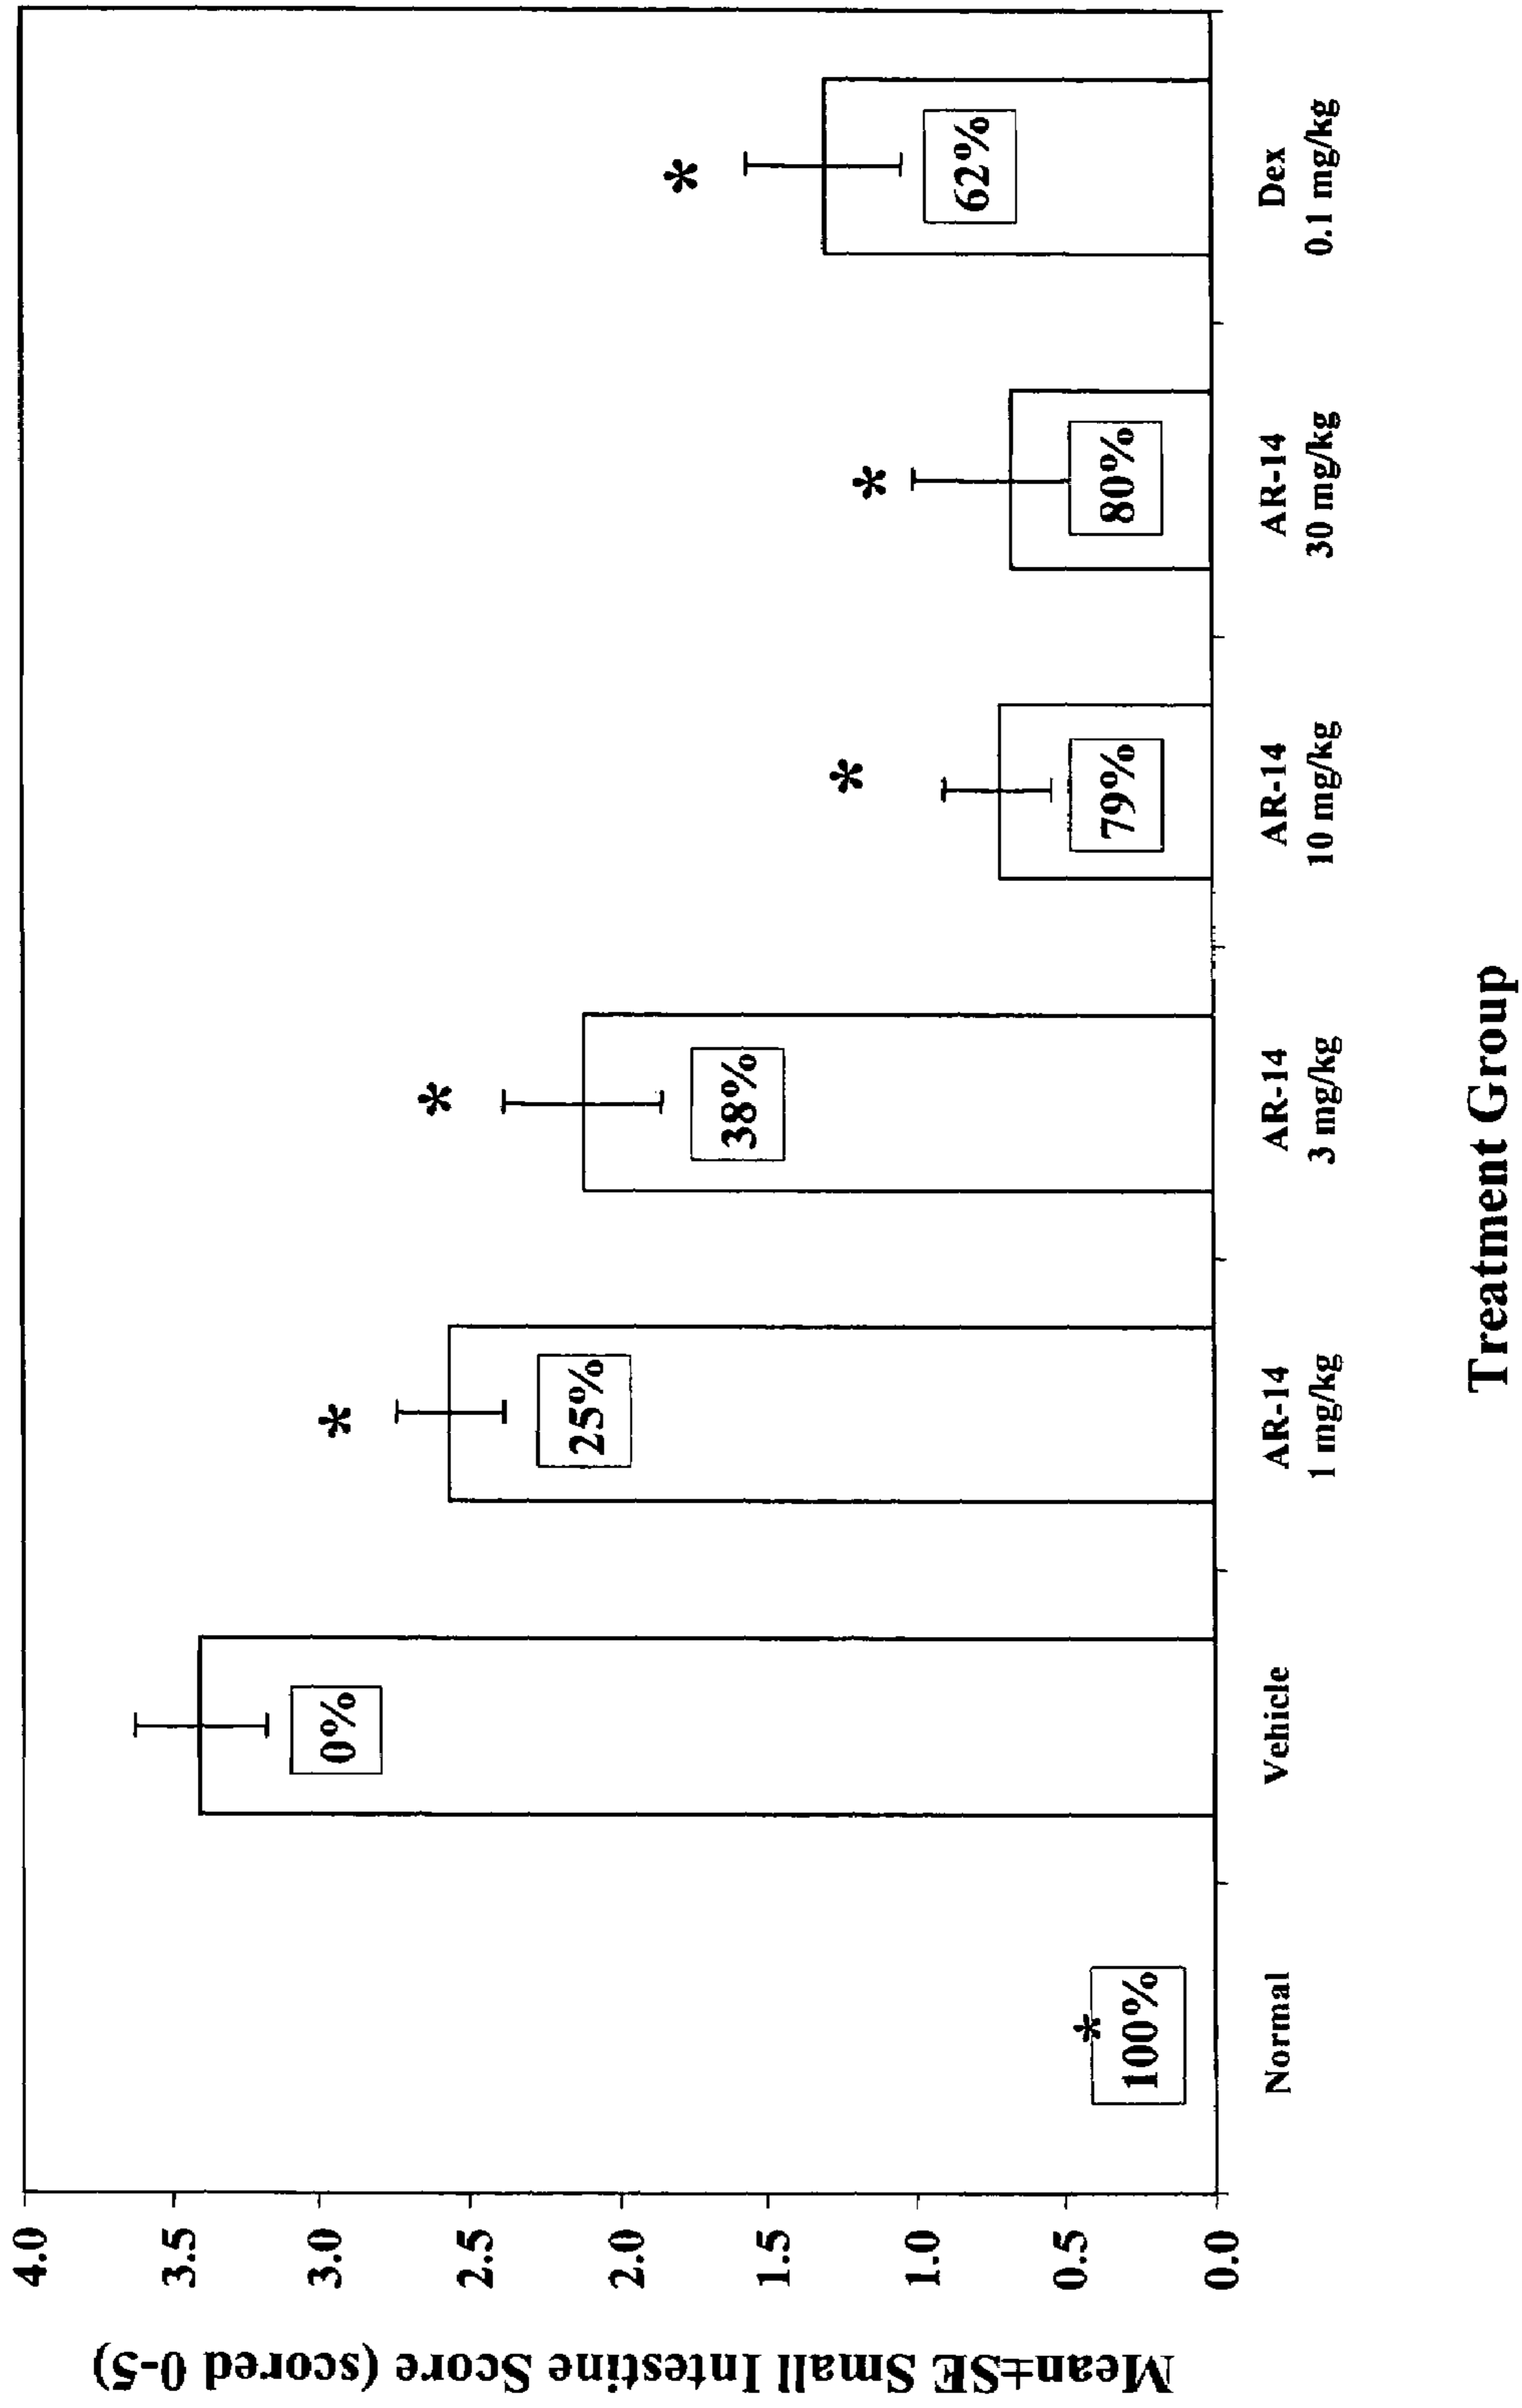 Mean±SE Small Intestine Score (scored 0-5)
4.0
3.5
3.0
2.5
2.0
1.5
1.0
0.5
0.0
*
100%
0%
*
25%
*
38%
*
79%
*
80%
*
62%
Normal
Vehicle
AR-14
1 mg/kg
AR-14
3 mg/kg
AR-14
10 mg/kg
AR-14
30 mg/kg
Dex
0.1 mg/kg
Treatment Group